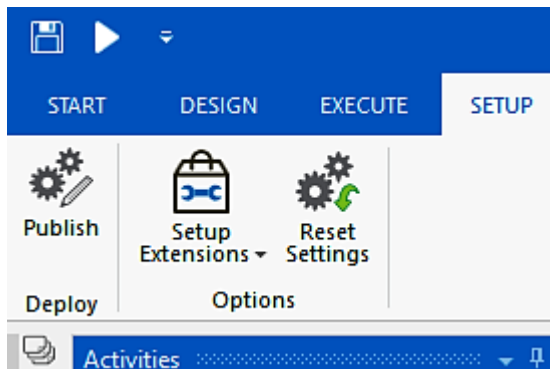 START DESIGN EXECUTE SETUP
Publish Setup Extensions Reset Settings
Deploy Options
Activities